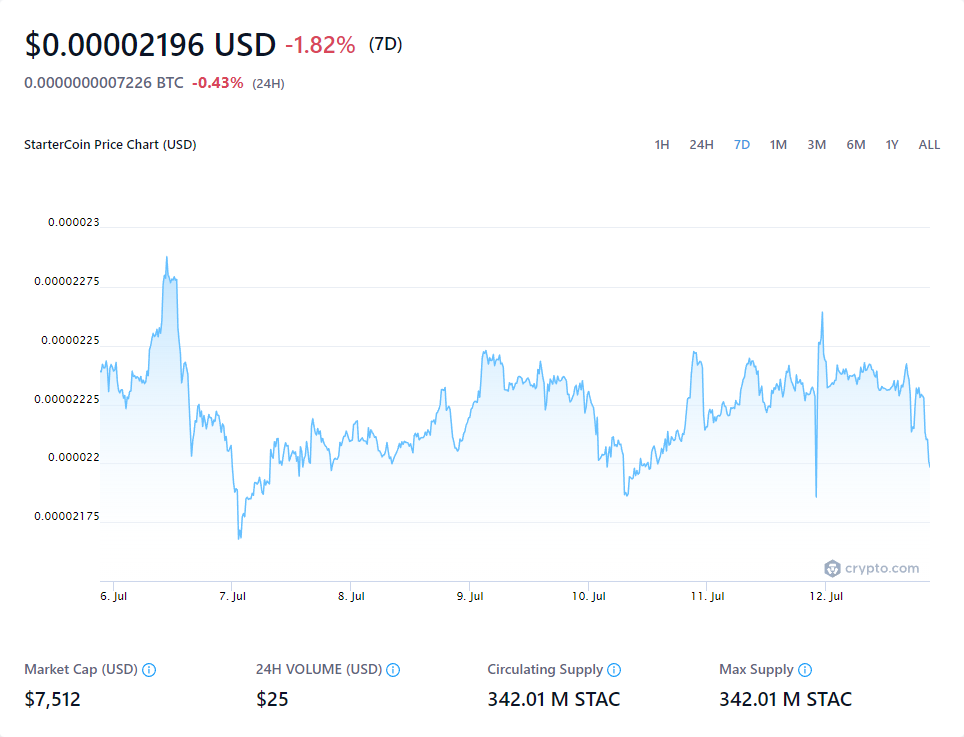 $0.00002196 USD -1.82% (7D)
0.0000000007226 BTC -0.43% (24H)
StarterCoin Price Chart (USD) 1H 24H 7D 1M 3M 6M 1Y ALL
0.000023
0.00002275
0.0000225
0.00002225
0.000022
0.00002175
crypto.com
6. Jul 7. Jul 8. Jul 9. Jul 10. Jul 11. Jul 12. Jul
Market Cap (USD) 24H VOLUME (USD) Circulating Supply Max Supply
$7,512 $25 342.01 M STAC 342.01 M STAC